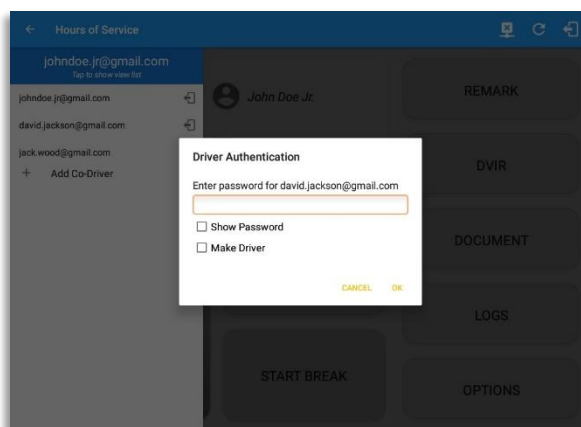 Hours of Service
johndoe.jr@gmail.com
Tap to show view list
johndoe.jr@gmail.com
david.jackson@gmail.com
jack.wood@gmail.com
+ Add Co-Driver
John Doe Jr.
REMARK
DVIR
DOCUMENT
LOGS
OPTIONS
START BREAK
Driver Authentication
Enter password for david.jackson@gmail.com
Show Password
Make Driver
CANCEL OK